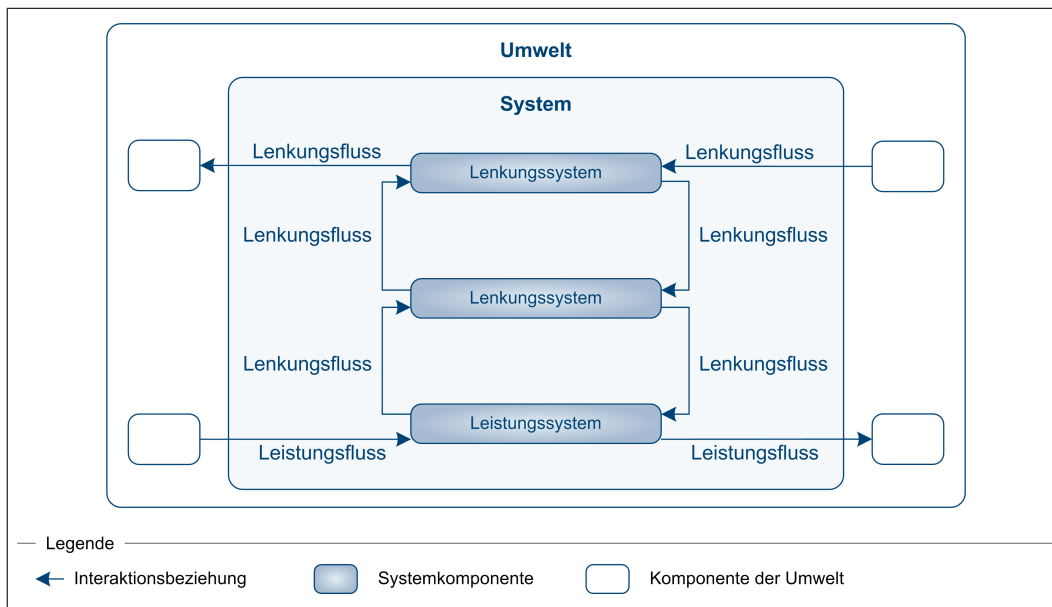 Umwelt
System
Lenkungsfluss
Lenkungsfluss
Lenkungssystem
Lenkungsfluss
Lenkungsfluss
Lenkungssystem
Lenkungsfluss
Lenkungsfluss
Leistungssystem
Leistungsfluss
Leistungsfluss
Legende
Interaktionsbeziehung
Systemkomponente
Komponente der Umwelt